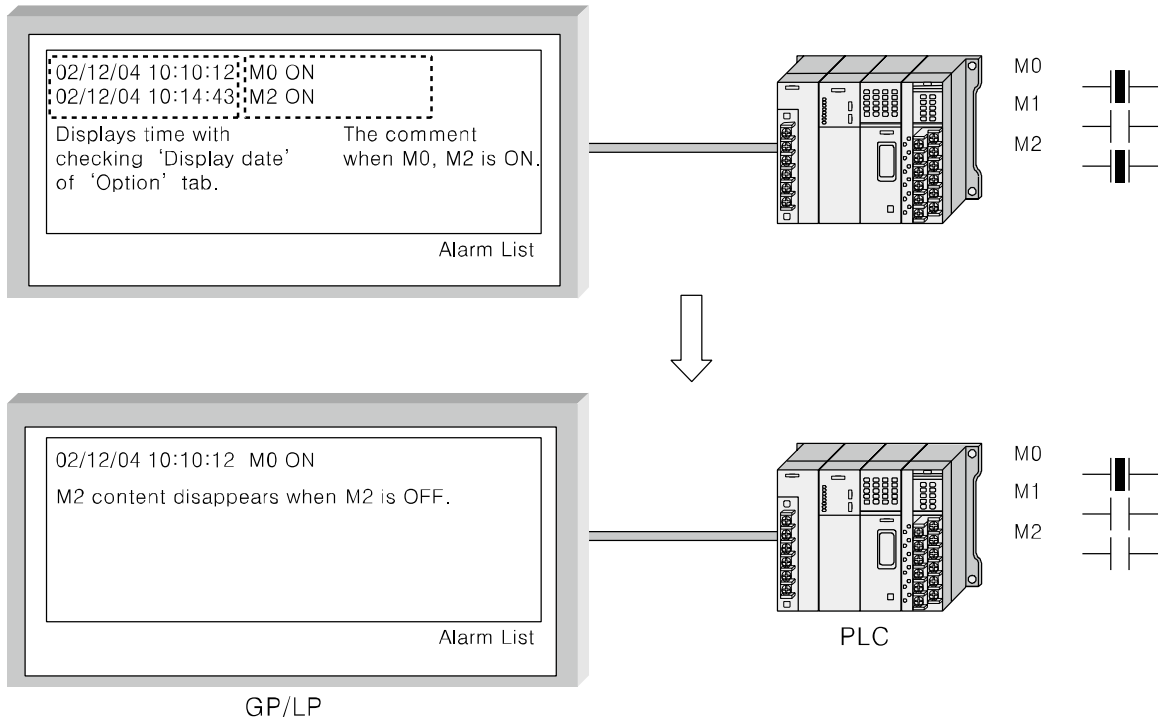 02/12/04 10:10:12 M0 ON
02/12/04 10:14:43 M2 ON
Displays time with
checking ‘Display date’
of ‘Option’ tab.
The comment
when M0, M2 is ON.
Alarm List
M0
M1
M2
02/12/04 10:10:12 M0 ON
M2 content disappears when M2 is OFF.
Alarm List
GP/LP
M0
M1
M2
PLC